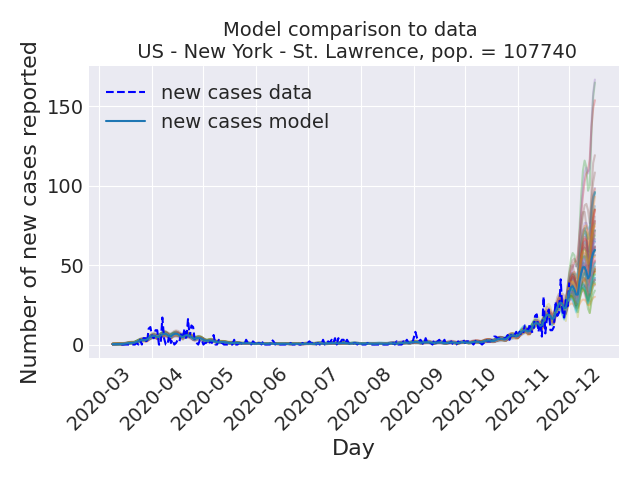 Model comparison to data
US - New York - St. Lawrence, pop. = 107740
Number of new cases reported
150
100
50
0
new cases data
new cases model
2020-03
2020-04
2020-05
2020-06
2020-07
2020-08
2020-09
2020-10
2020-11
2020-12
Day